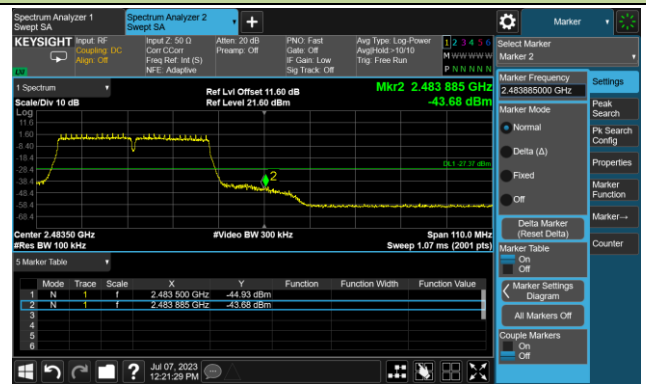 Spectrum Analyzer 1
Swept SA
Spectrum Analyzer 2
Swept SA
Marker
KEYSIGHT
Input: RF
Coupling: DC
Align: Off
Input Z: 50 Ω
Corr CCorr
Freq Ref: Int (S)
NFE: Adaptive
Atten: 20 dB
Preamp: Off
PNO: Fast
Gate: Off
IF Gain: Low
Sig Track: Off
Avg Type: Log-Power
Avg|Hold:>10/10
Trig: Free Run
1 2 3 4 5 6
M W W W W W
P N N N N N
LXI
Select Marker
Marker 2
Marker Frequency
2.483885000 GHz
Settings
1 Spectrum
Scale/Div 10 dB
Ref Lvl Offset 11.60 dB
Ref Level 21.60 dBm
Mkr2 2.483 885 GHz
-43.68 dBm
Log
11.6
1.60
-8.40
-18.4
-28.4
-38.4
-48.4
-58.4
-68.4
DL1 -27.37 dBm
2
Center 2.48350 GHz
#Res BW 100 kHz
#Video BW 300 kHz
Span 110.0 MHz
Sweep 1.07 ms (2001 pts)
Marker Mode
Normal
Delta (Δ)
Fixed
Off
Delta Marker
(Reset Delta)
Marker Table
On
Off
Marker Settings
Diagram
All Markers Off
Couple Markers
On
Off
Peak
Search
Pk Search
Config
Properties
Marker
Function
Marker→
Counter
5 Marker Table
Mode Trace Scale X Y Function Function Width Function Value
1 N 1 f 2.483 500 GHz -44.93 dBm
2 N 1 f 2.483 885 GHz -43.68 dBm
3
4
5
6
?
Jul 07, 2023
12:21:29 PM